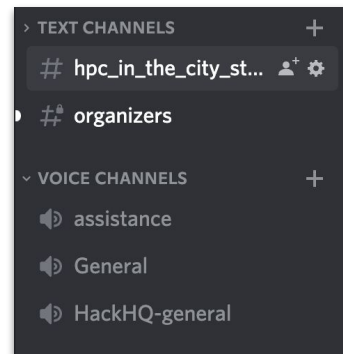 TEXT CHANNELS
hpc_in_the_city_st...
organizers
VOICE CHANNELS
assistance
General
HackHQ-general